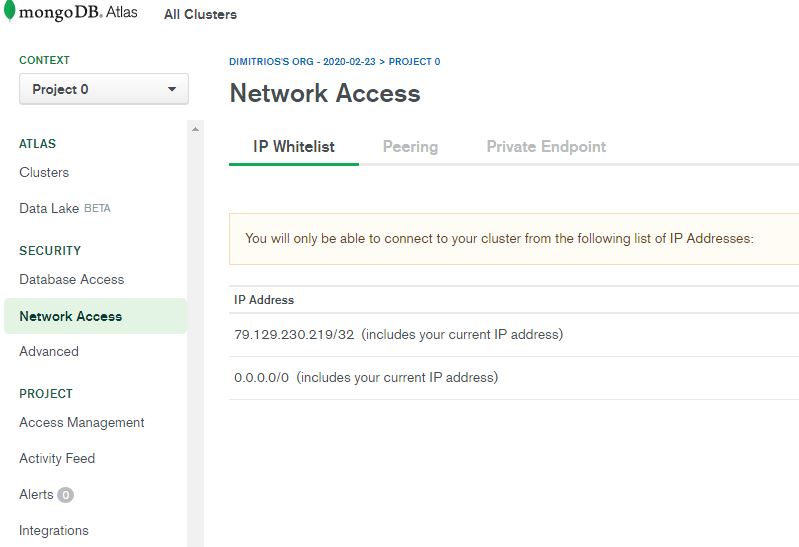 mongoDB. Atlas All Clusters
CONTEXT
Project 0
ATLAS
Clusters
Data Lake BETA
SECURITY
Database Access
Network Access
Advanced
PROJECT
Access Management
Activity Feed
Alerts 0
Integrations
DIMITRIOS'S ORG - 2020-02-23 > PROJECT 0
Network Access
IP Whitelist Peering Private Endpoint
You will only be able to connect to your cluster from the following list of IP Addresses:
IP Address
79.129.230.219/32 (includes your current IP address)
0.0.0.0/0 (includes your current IP address)